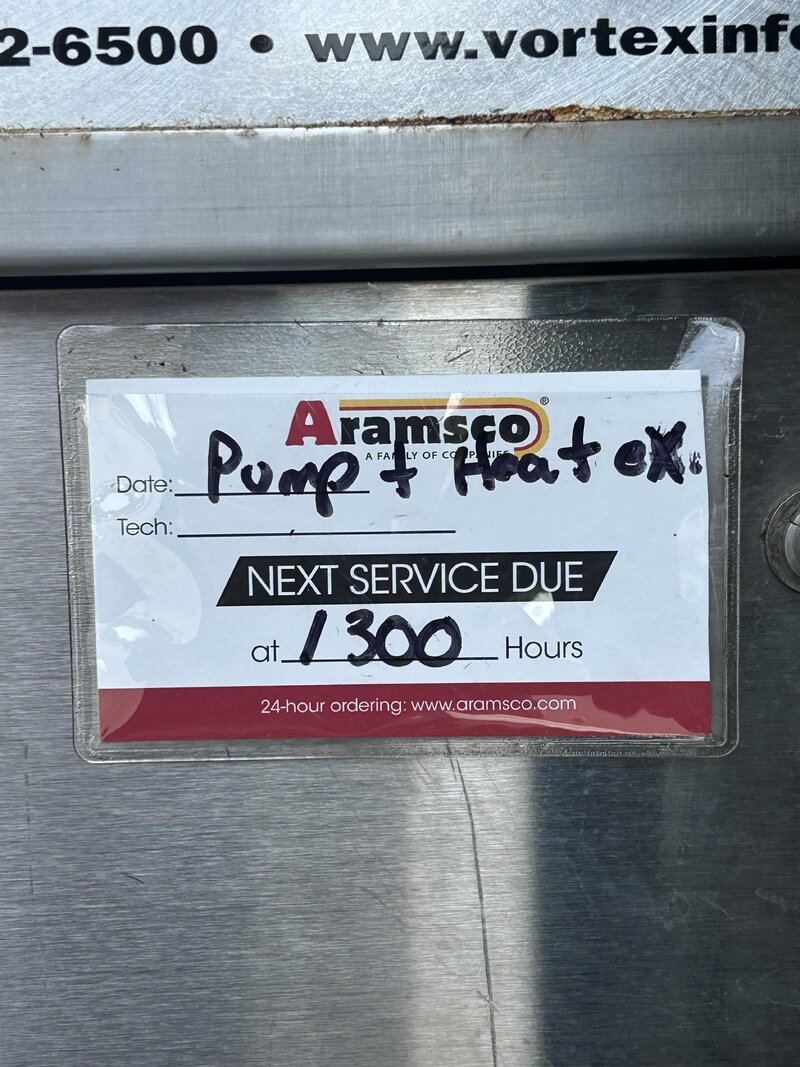 2-6500 • www.vortexinfo
Aramsco®
A FAMILY OF COMPANIES
Date: Pump + Heat ex.
Tech:
NEXT SERVICE DUE
at 1300 Hours
24-hour ordering: www.aramsco.com